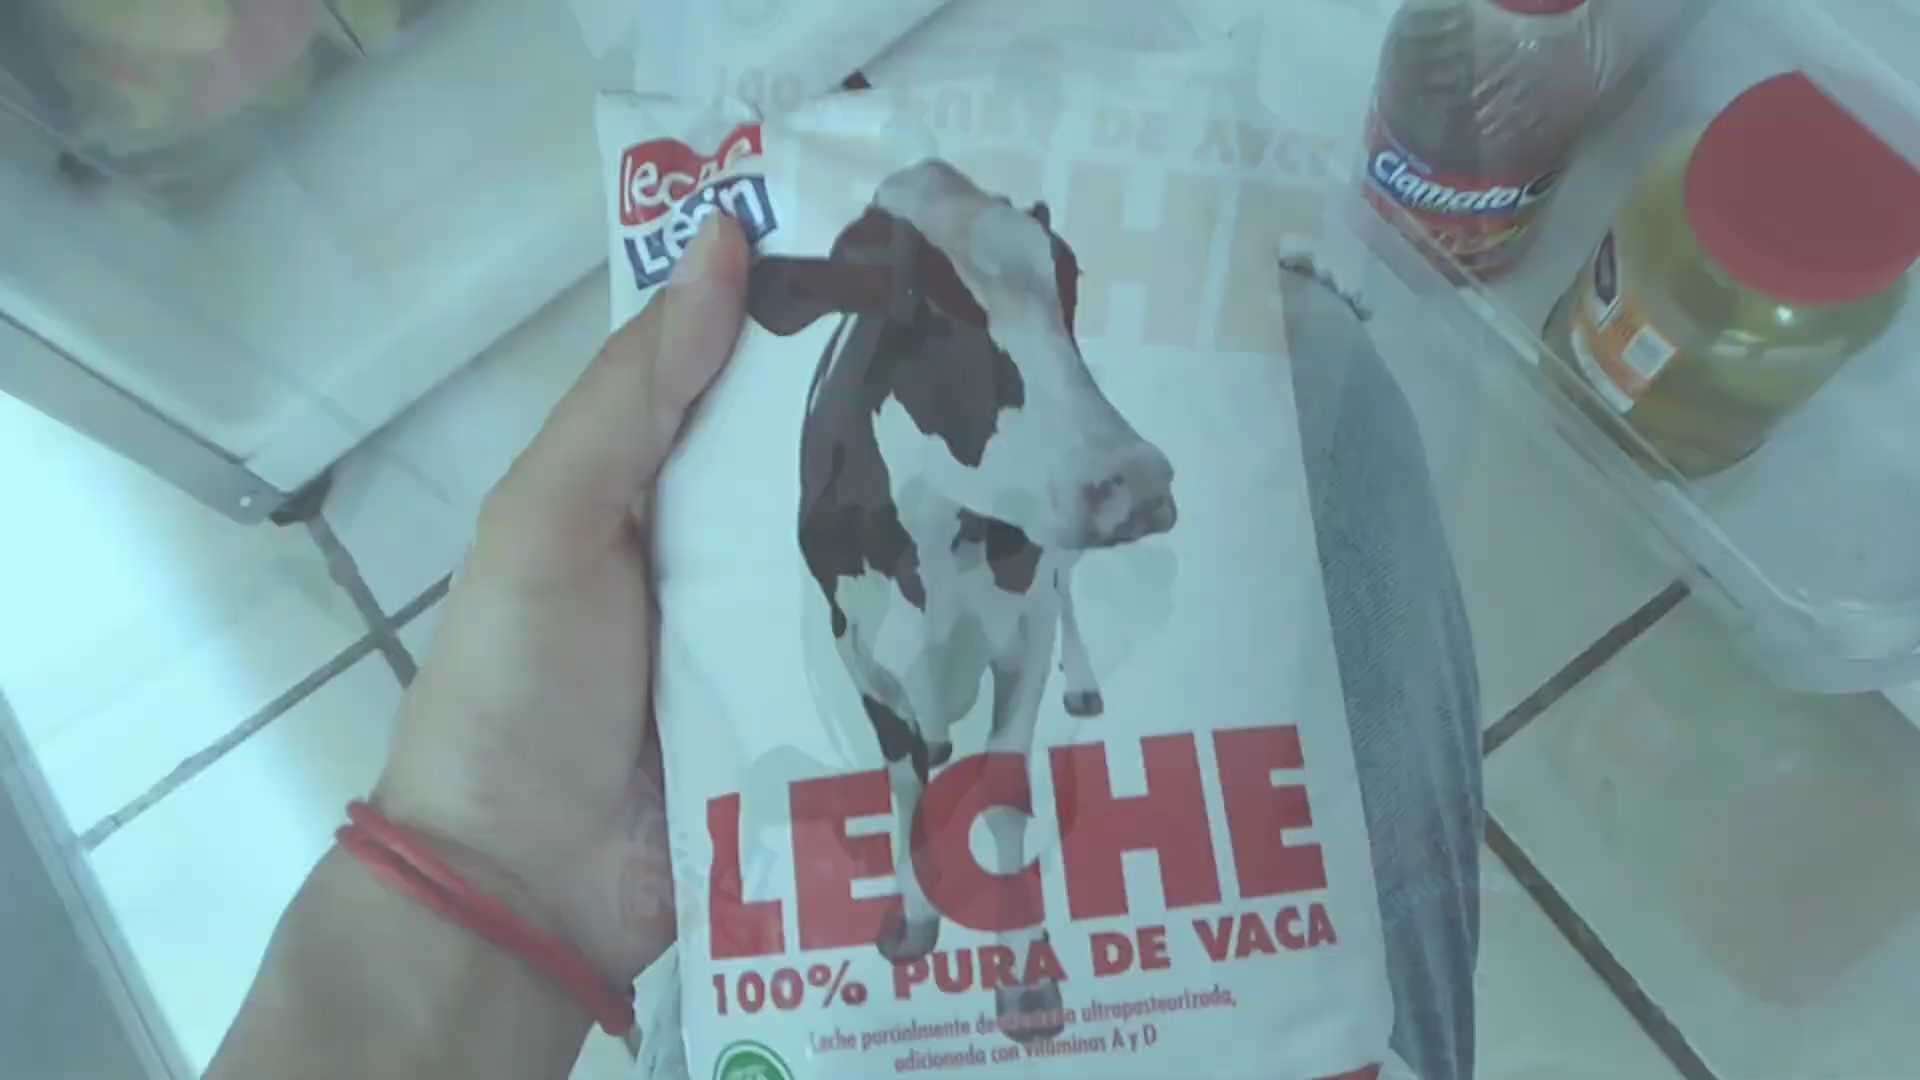 leche
León
Clamato
LECHE
100% PURA DE VACA
Leche parcialmente ultrapasteurizada,
adicionada con vitaminas A y D